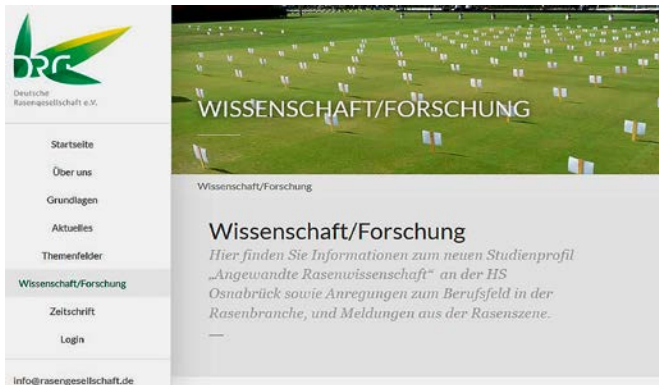 DRG
Deutsche
Rasengesellschaft e.V.
Startseite
Über uns
Grundlagen
Aktuelles
Themenfelder
Wissenschaft/Forschung
Zeitschrift
Login
info@rasengesellschaft.de
WISSENSCHAFT/FORSCHUNG
Wissenschaft/Forschung
Wissenschaft/Forschung
Hier finden Sie Informationen zum neuen Studienprofil
„Angewandte Rasenwissenschaft“ an der HS
Osnabrück sowie Anregungen zum Berufsfeld in der
Rasenbranche, und Meldungen aus der Rasenszene.